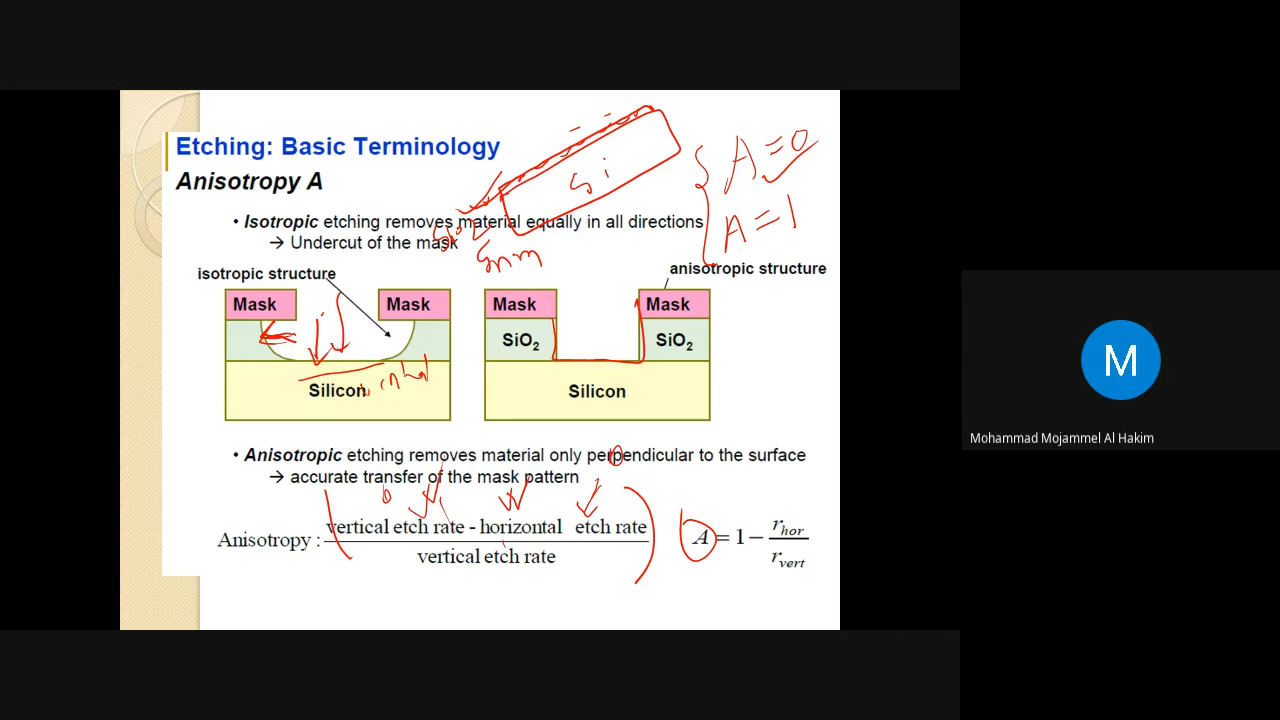 Etching: Basic Terminology
Anisotropy A
Si
A=0
A=1
• Isotropic etching removes material equally in all directions
→ Undercut of the mask
5nm
isotropic structure
anisotropic structure
Mask Mask Mask Mask
SiO2 SiO2
Silicon Silicon
• Anisotropic etching removes material only perpendicular to the surface
→ accurate transfer of the mask pattern
Anisotropy : vertical etch rate - horizontal etch rate
vertical etch rate
A = 1 − r_hor / r_vert
M
Mohammad Mojammel Al Hakim